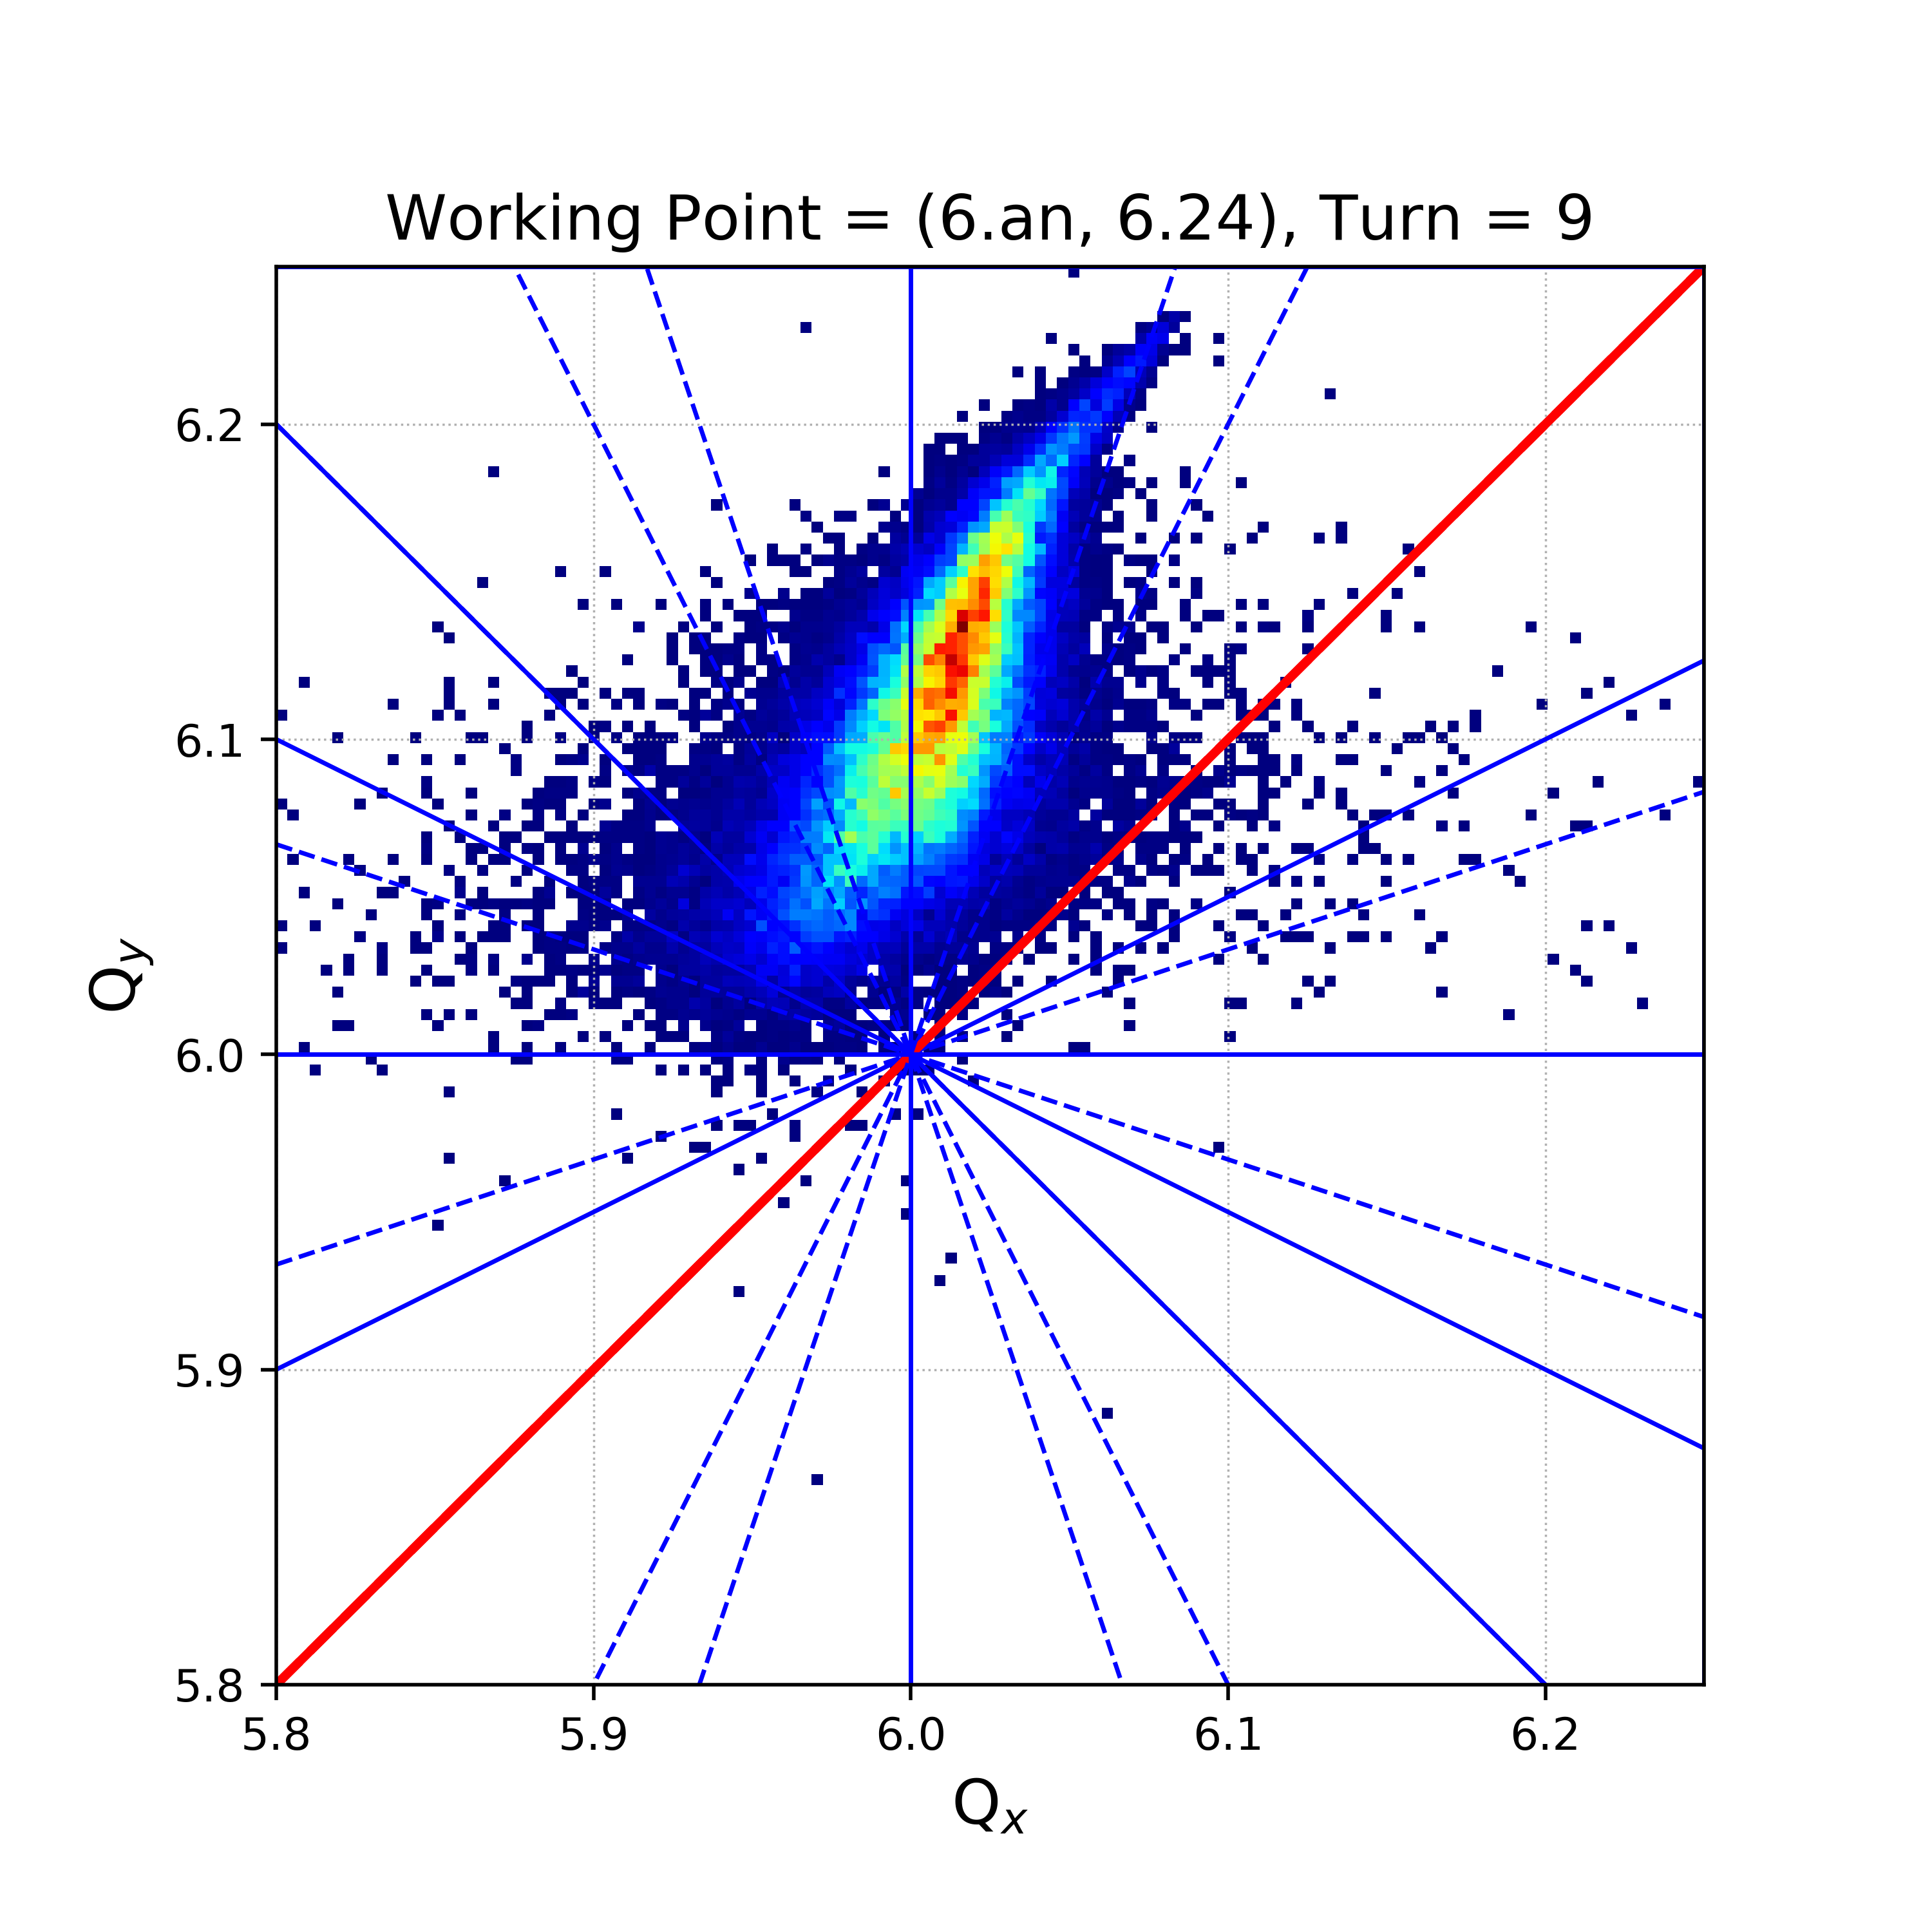 Working Point = (6.an, 6.24), Turn = 9
6.2
6.1
6.0
5.9
5.8
Qy
5.8 5.9 6.0 6.1 6.2
Qx